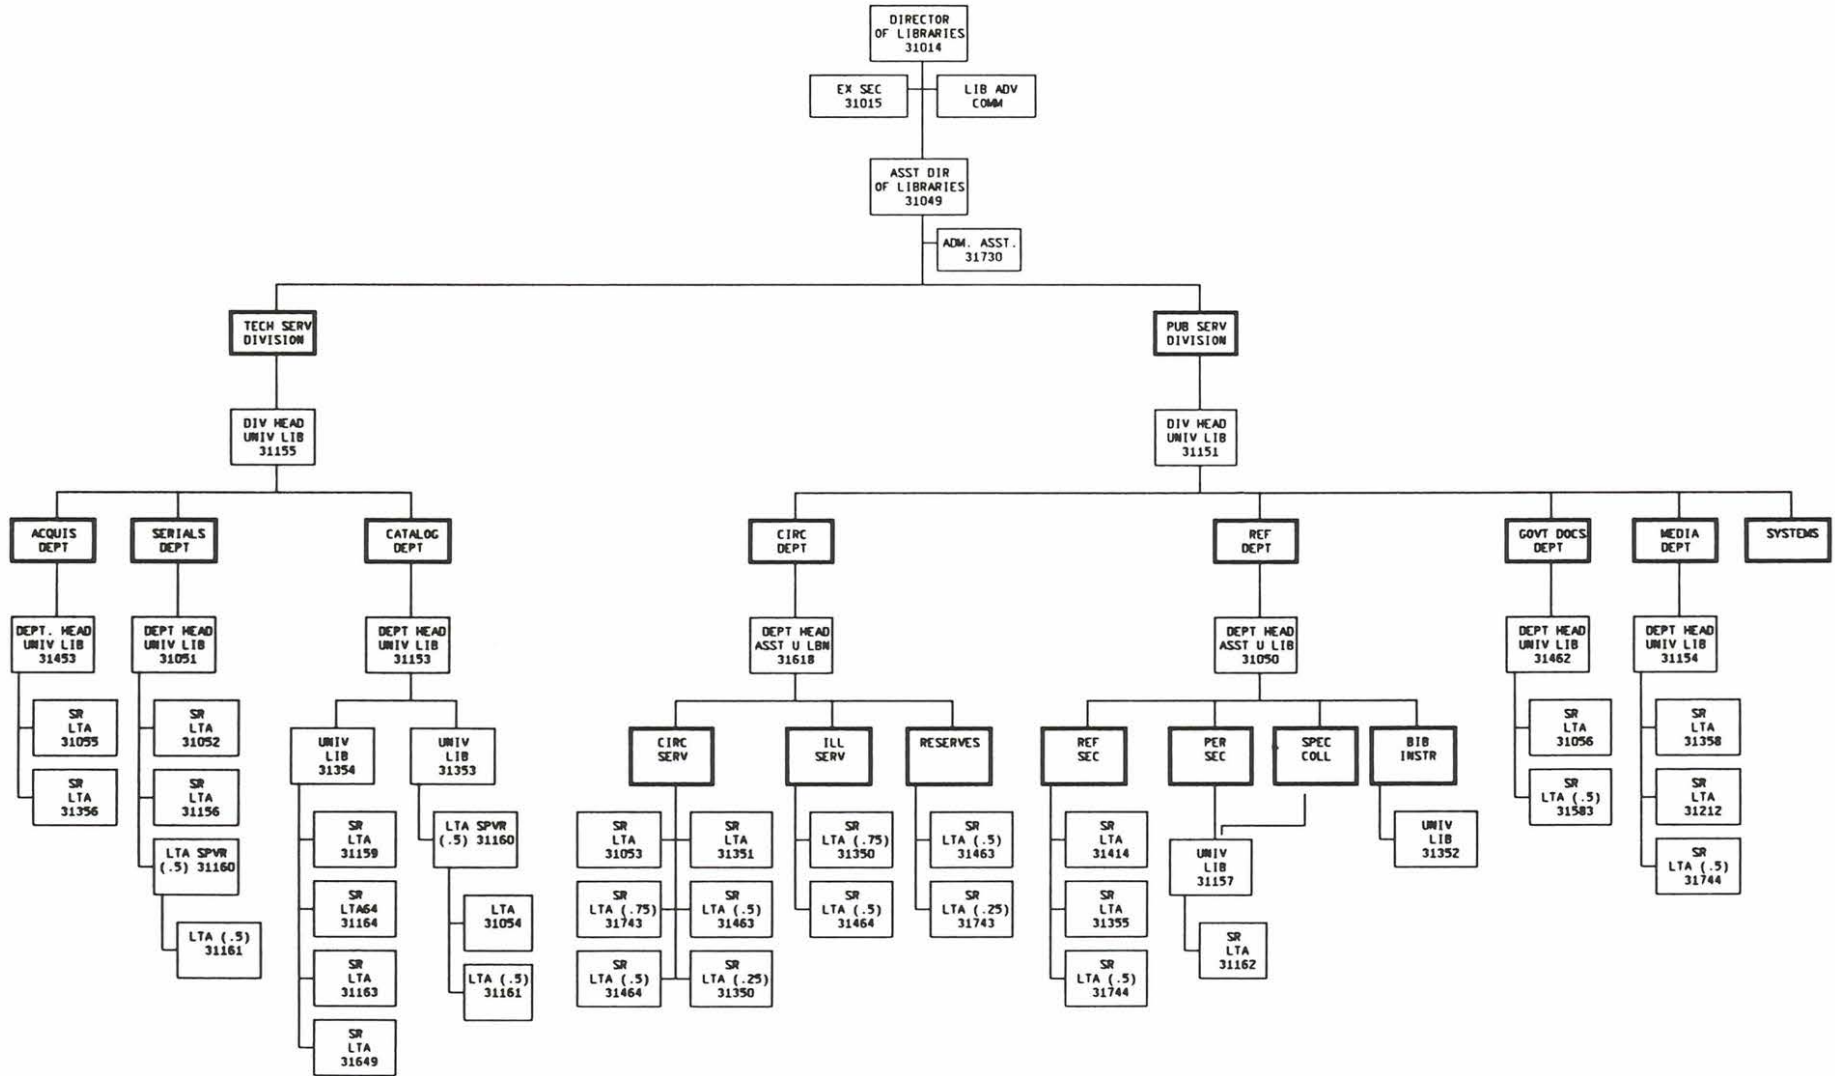 DIRECTOR
OF LIBRARIES
31014
EX SEC
31015
LIB ADV
COMM
ASST DIR
OF LIBRARIES
31049
ADM. ASST.
31730
TECH SERV
DIVISION
PUB SERV
DIVISION
DIV HEAD
UNIV LIB
31155
DIV HEAD
UNIV LIB
31151
ACQUIS
DEPT
SERIALS
DEPT
CATALOG
DEPT
CIRC
DEPT
REF
DEPT
GOVT DOCS
DEPT
MEDIA
DEPT
SYSTEMS
DEPT. HEAD
UNIV LIB
31453
DEPT HEAD
UNIV LIB
31051
DEPT HEAD
UNIV LIB
31153
DEPT HEAD
ASST U LBN
31618
DEPT HEAD
ASST U LIB
31050
DEPT HEAD
UNIV LIB
31462
DEPT HEAD
UNIV LIB
31154
SR
LTA
31055
SR
LTA
31356
SR
LTA
31052
SR
LTA
31156
LTA SPVR
(.5) 31160
LTA (.5)
31161
UNIV
LIB
31354
SR
LTA
31159
SR
LTA64
31164
SR
LTA
31163
SR
LTA
31649
UNIV
LIB
31353
LTA SPVR
(.5) 31160
LTA
31054
LTA (.5)
31161
CIRC
SERV
SR
LTA
31053
SR
LTA
31351
SR
LTA (.75)
31743
SR
LTA (.5)
31463
SR
LTA (.5)
31464
SR
LTA (.25)
31350
ILL
SERV
SR
LTA (.75)
31350
SR
LTA (.5)
31464
RESERVES
SR
LTA (.5)
31463
SR
LTA (.25)
31743
REF
SEC
SR
LTA
31414
SR
LTA
31355
SR
LTA (.5)
31744
PER
SEC
SPEC
COLL
UNIV
LIB
31157
SR
LTA
31162
BIB
INSTR
UNIV
LIB
31352
SR
LTA
31056
SR
LTA (.5)
31583
SR
LTA
31358
SR
LTA
31212
SR
LTA (.5)
31744